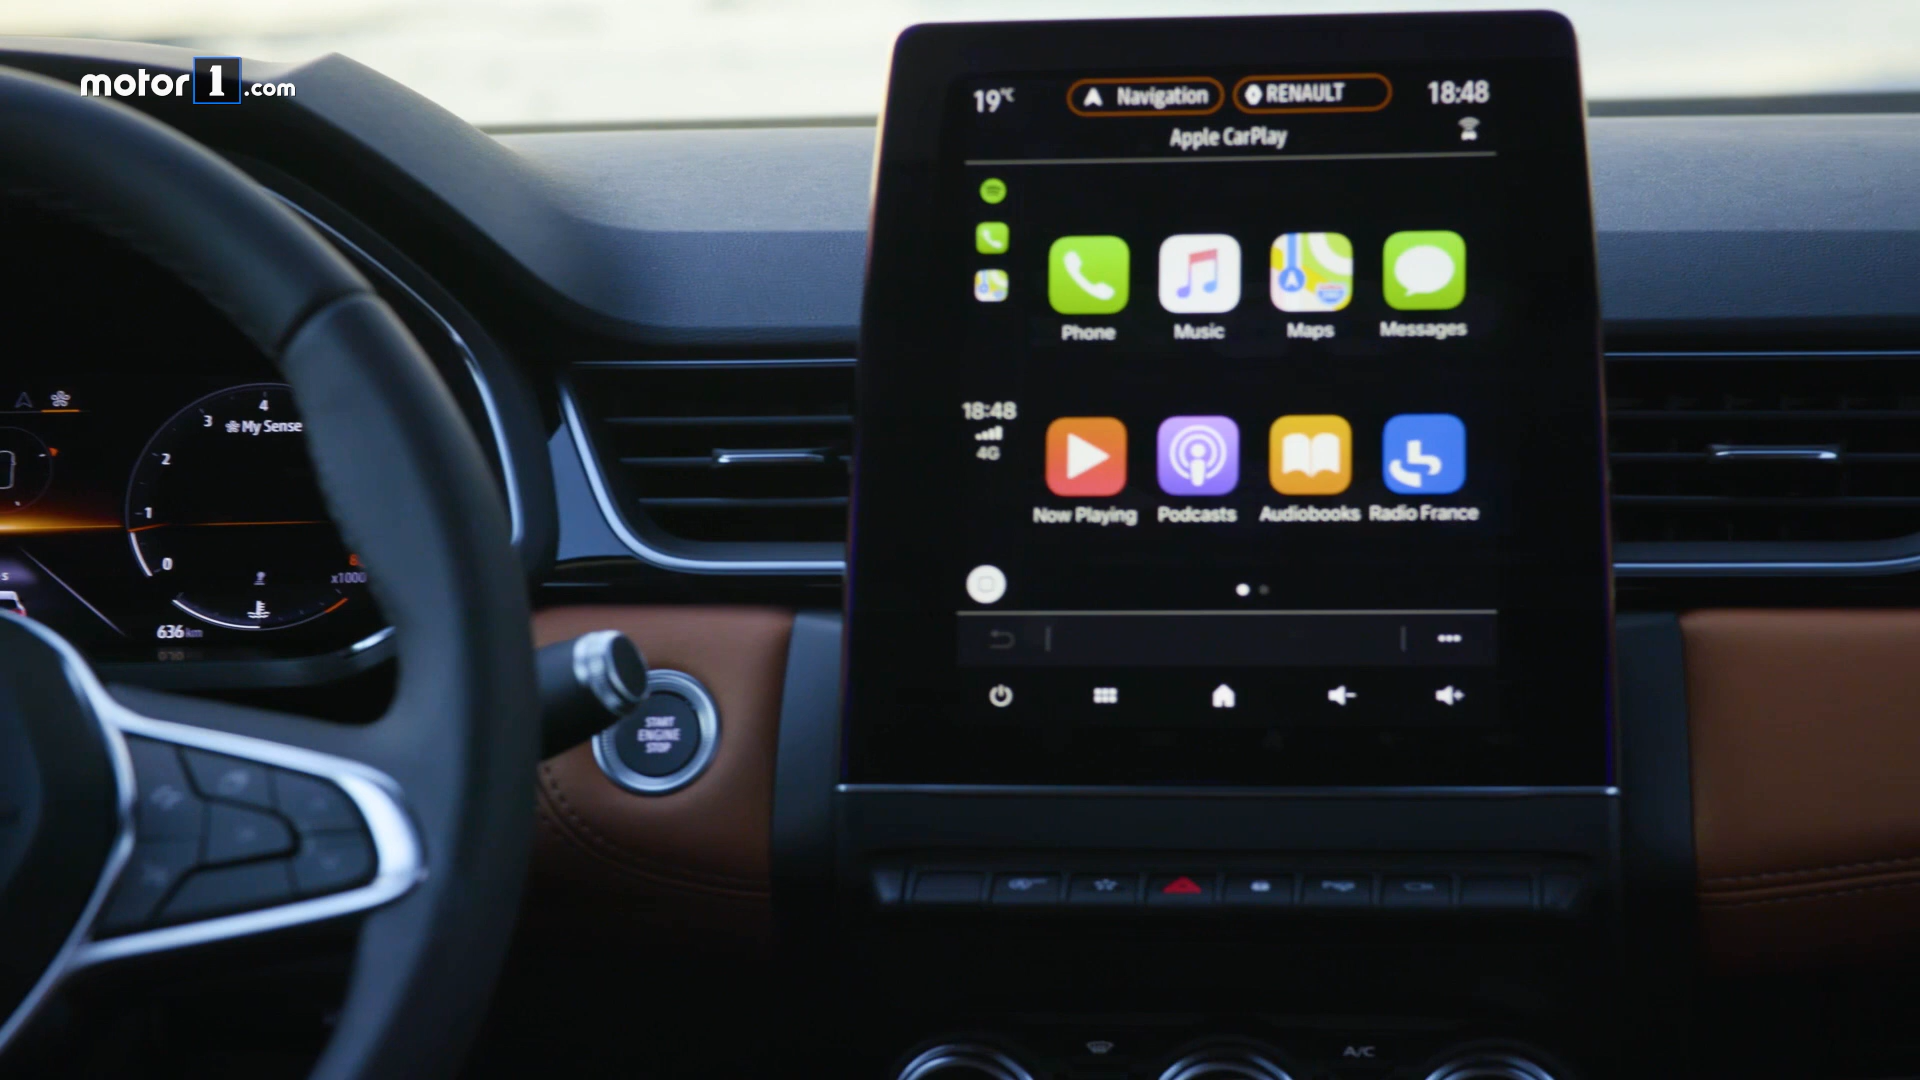 motor1.com
19°C
Navigation
RENAULT
18:48
Apple CarPlay
Phone
Music
Maps
Messages
18:48
4G
Now Playing
Podcasts
Audiobooks
Radio France
4
3
My Sense
2
1
0
x1000
636 km
START
ENGINE
STOP
A/C